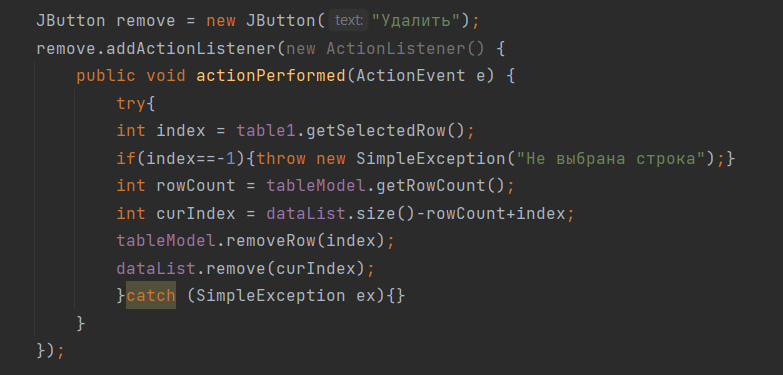 JButton remove = new JButton( text: "Удалить");
remove.addActionListener(new ActionListener() {
    public void actionPerformed(ActionEvent e) {
        try{
        int index = table1.getSelectedRow();
        if(index==-1){throw new SimpleException("Не выбрана строка");}
        int rowCount = tableModel.getRowCount();
        int curIndex = dataList.size()-rowCount+index;
        tableModel.removeRow(index);
        dataList.remove(curIndex);
        }catch (SimpleException ex){}
    }
});